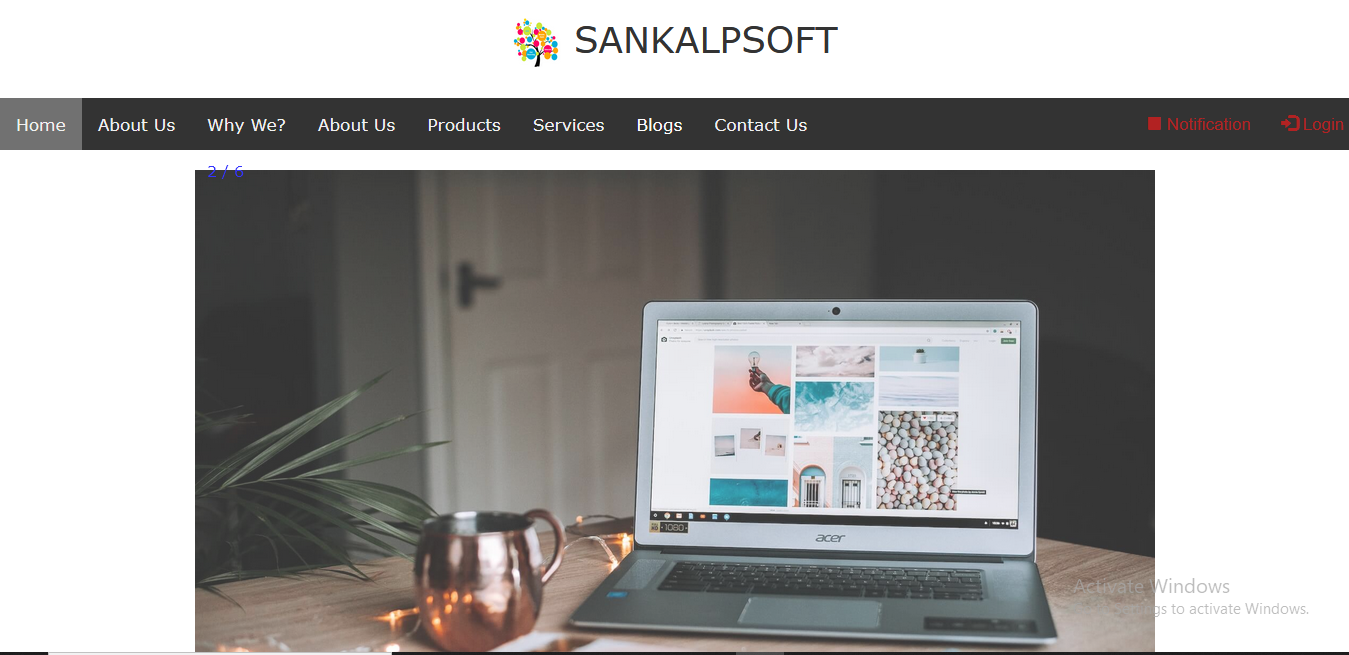 SANKALPSOFT
Home About Us Why We? About Us Products Services Blogs Contact Us Notification Login
2 / 6
1080
acer
Activate Windows
gs to activate Windows.